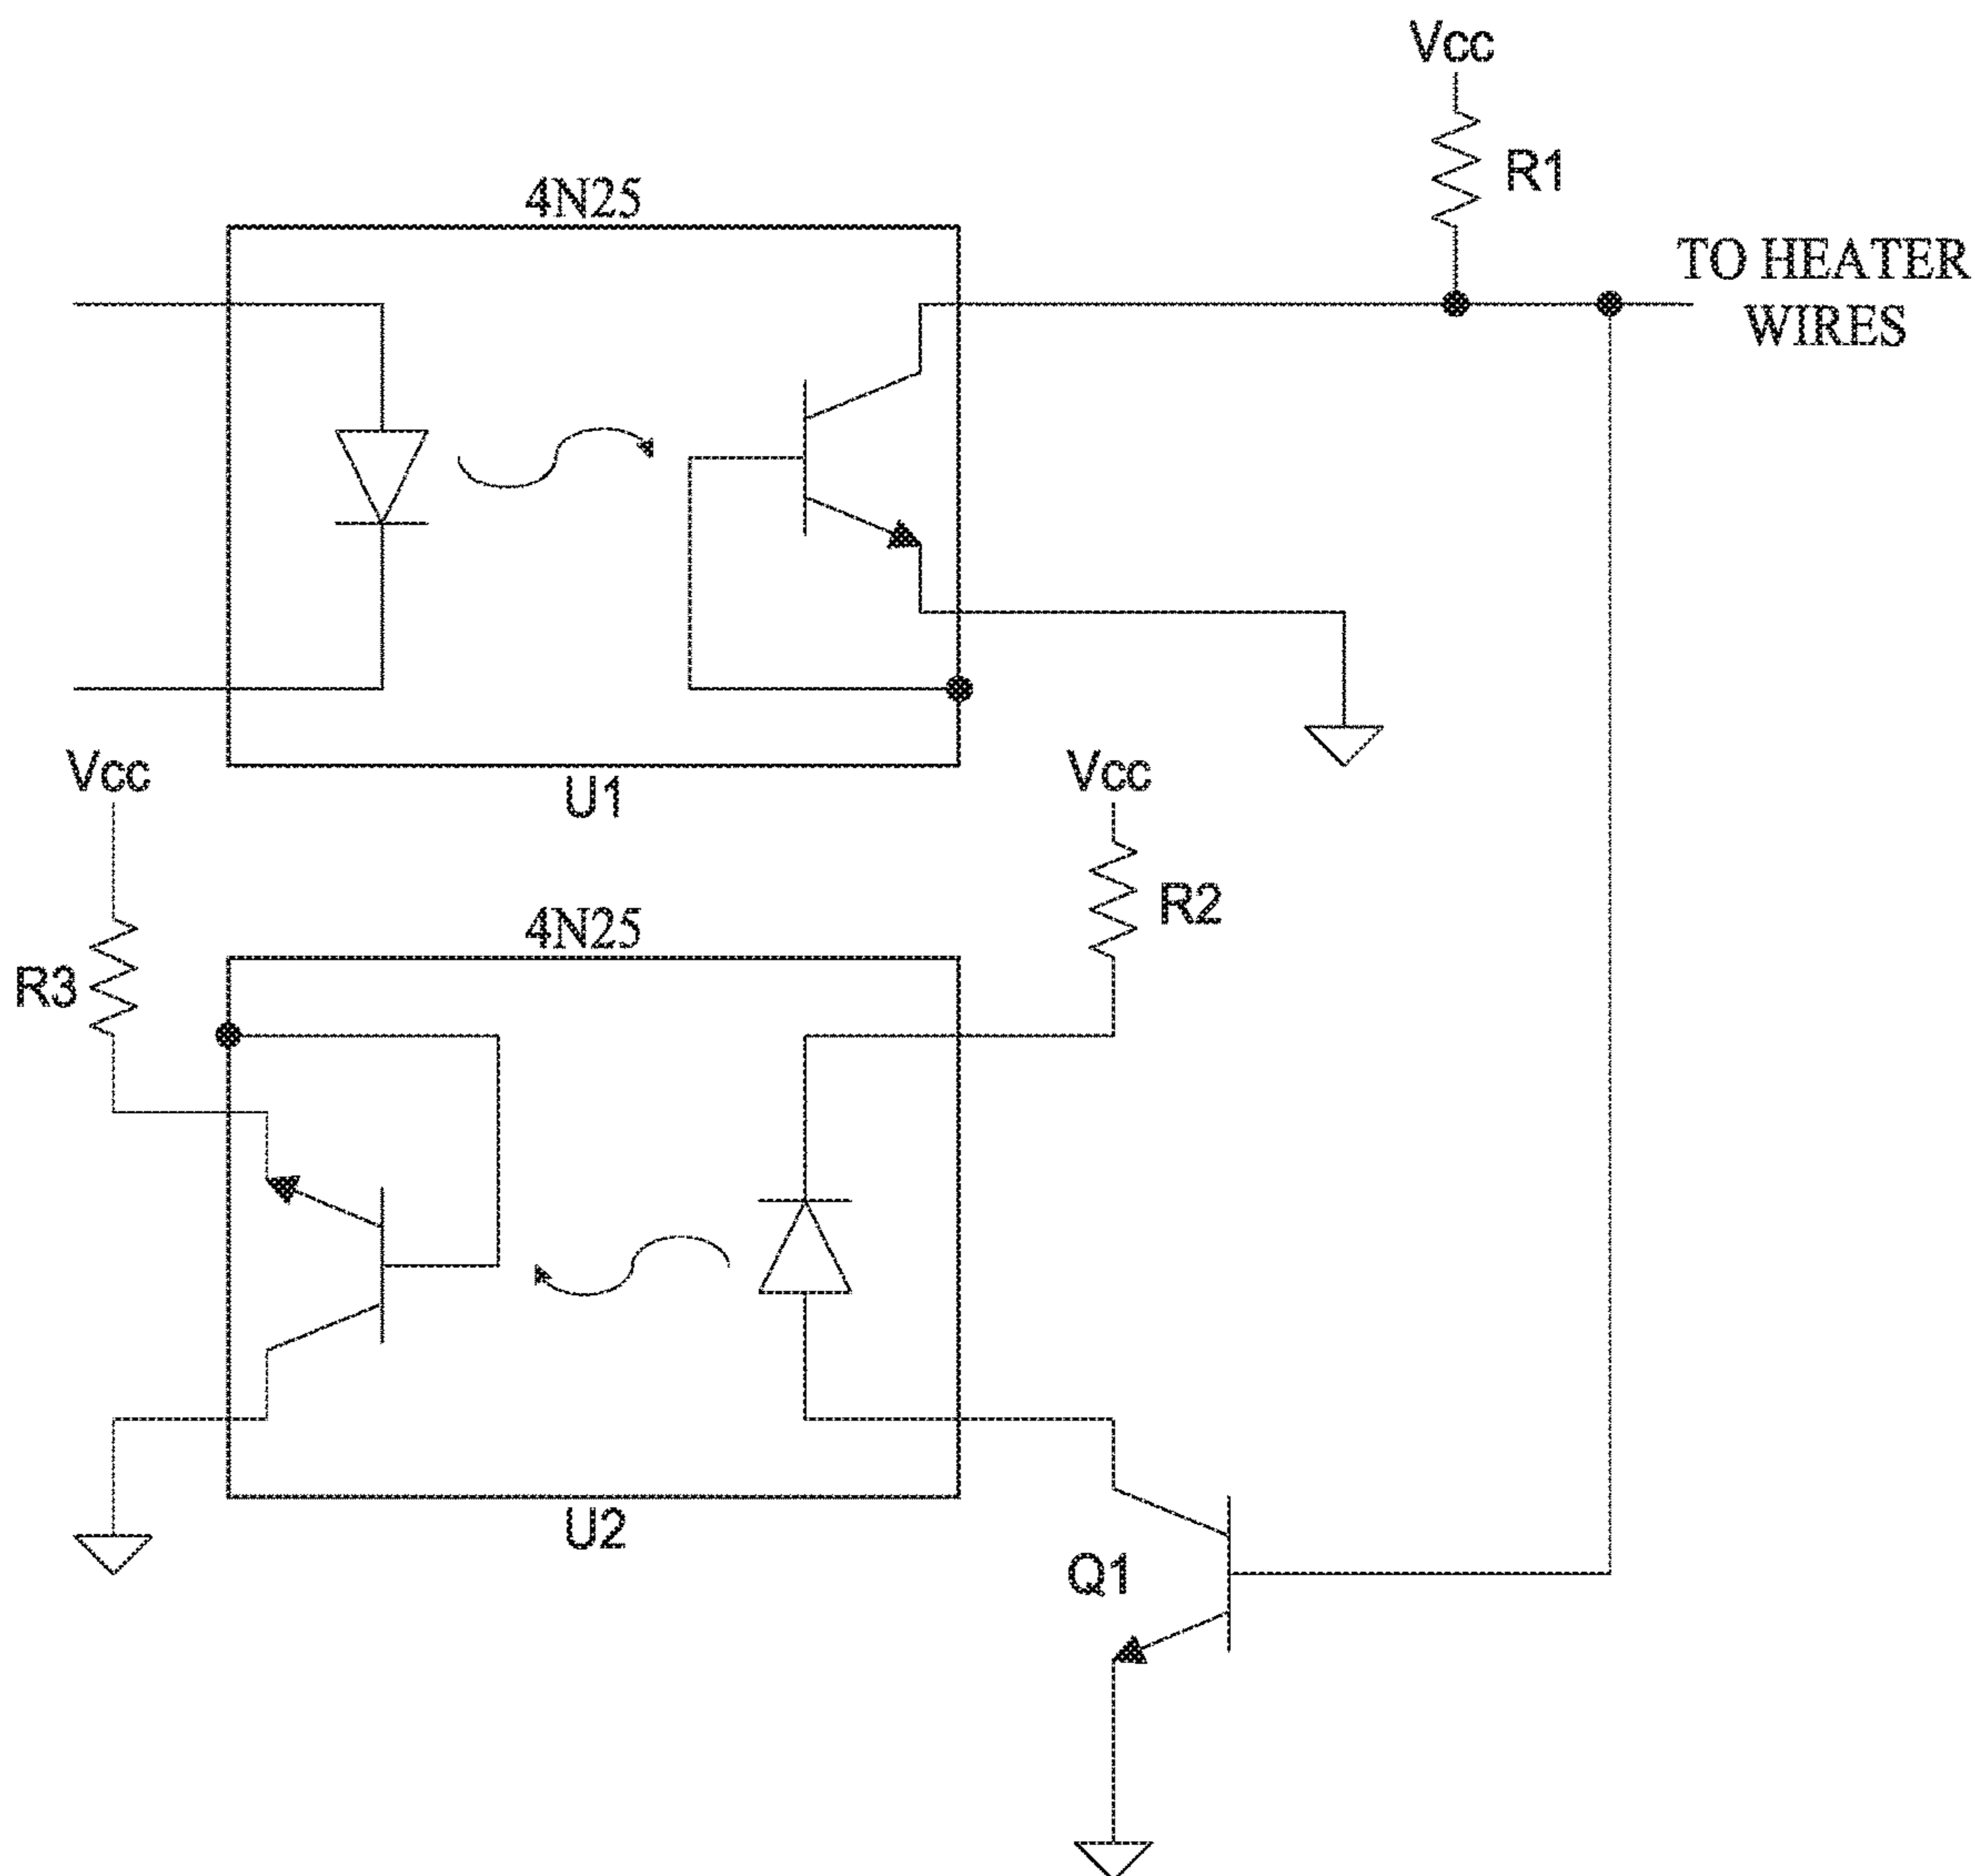 Vcc
R1
4N25
TO HEATER
WIRES
Vcc
U1
Vcc
R2
4N25
R3
U2
Q1